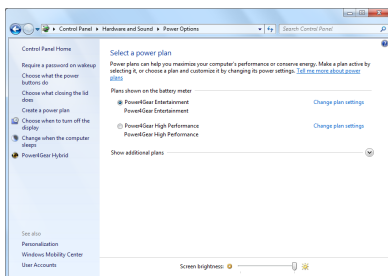 Control Panel
Hardware and Sound
Power Options
Search Control Panel
Control Panel Home
Require a password on wakeup
Choose what the power
buttons do
Choose what closing the lid
does
Create a power plan
Choose when to turn off the
display
Change when the computer
sleeps
Power4Gear Hybrid
See also
Personalization
Windows Mobility Center
User Accounts
Select a power plan
Power plans can help you maximize your computer's performance or conserve energy. Make a plan active by
selecting it, or choose a plan and customize it by changing its power settings. Tell me more about power
plans
Plans shown on the battery meter
Power4Gear Entertainment
Change plan settings
Power4Gear Entertainment
Power4Gear High Performance
Change plan settings
Power4Gear High Performance
Show additional plans
Screen brightness: